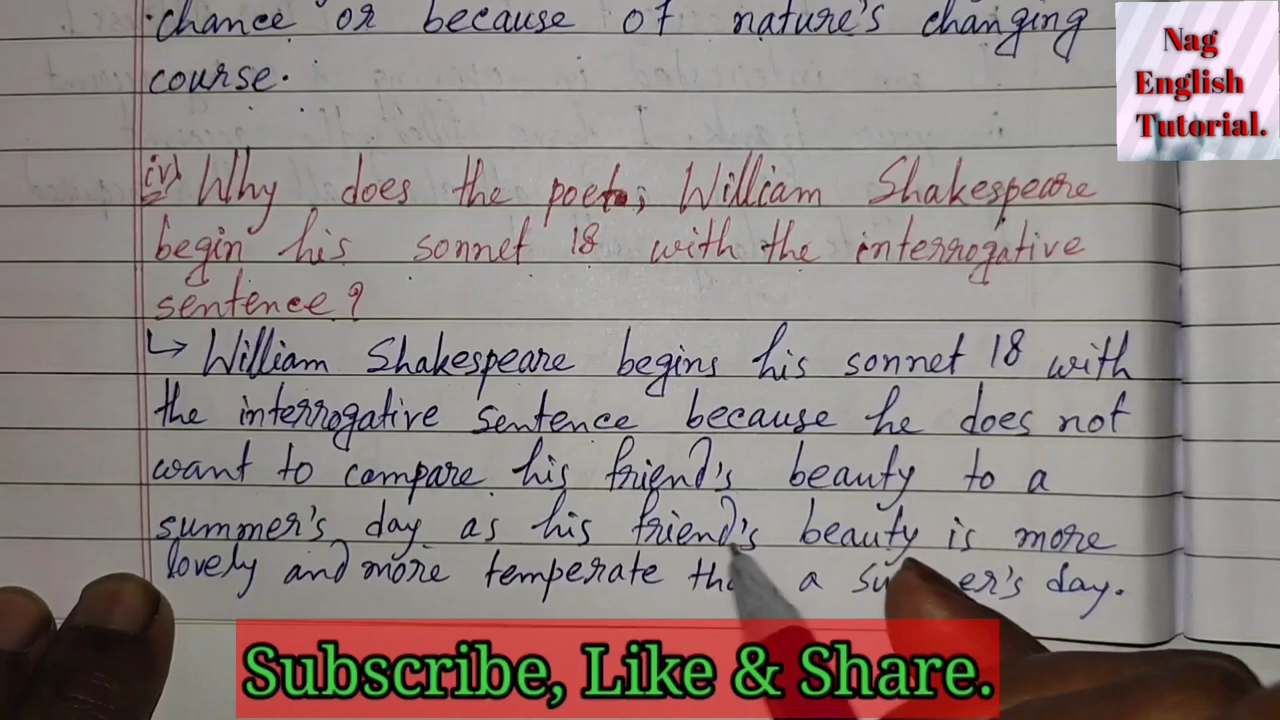 chance or because of nature's changing
course.
Nag
English
Tutorial.
iv) Why does the poet, William Shakespeare
begin his sonnet 18 with the interrogative
sentence?
↳ William Shakespeare begins his sonnet 18 with
the interrogative sentence because he does not
want to compare his friend's beauty to a
summer's day as his friend's beauty is more
lovely and more temperate a day.
Subscribe, Like & Share.